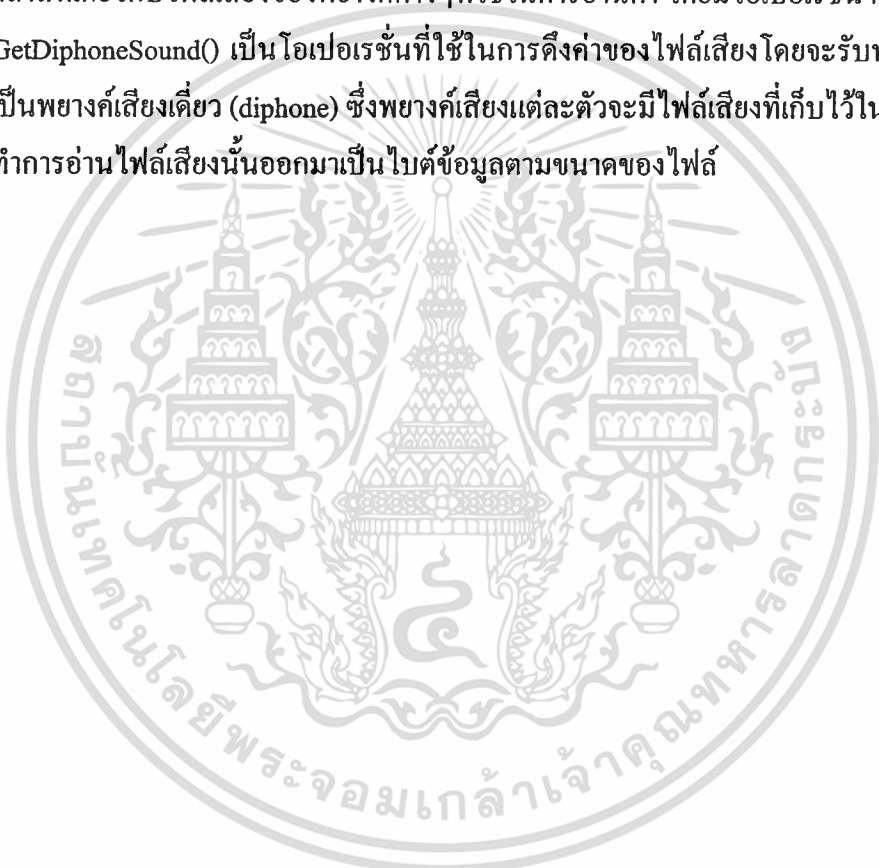 GetDiphoneSound() เป็นโอเปอเรชั่นที่ใช้ในการดึงค่าของไฟล์เสียงโดยจะรับ
เป็นพยางค์เสียงเดี่ยว (diphone) ซึ่งพยางค์เสียงแต่ละตัวจะมีไฟล์เสียงที่เก็บไว้ใน
ทำการอ่านไฟล์เสียงนั้นออกมาเป็นไบต์ข้อมูลตามขนาดของไฟล์
สถาบันเทคโนโลยีพระจอมเกล้าเจ้าคุณทหารลาดกระบัง
๔